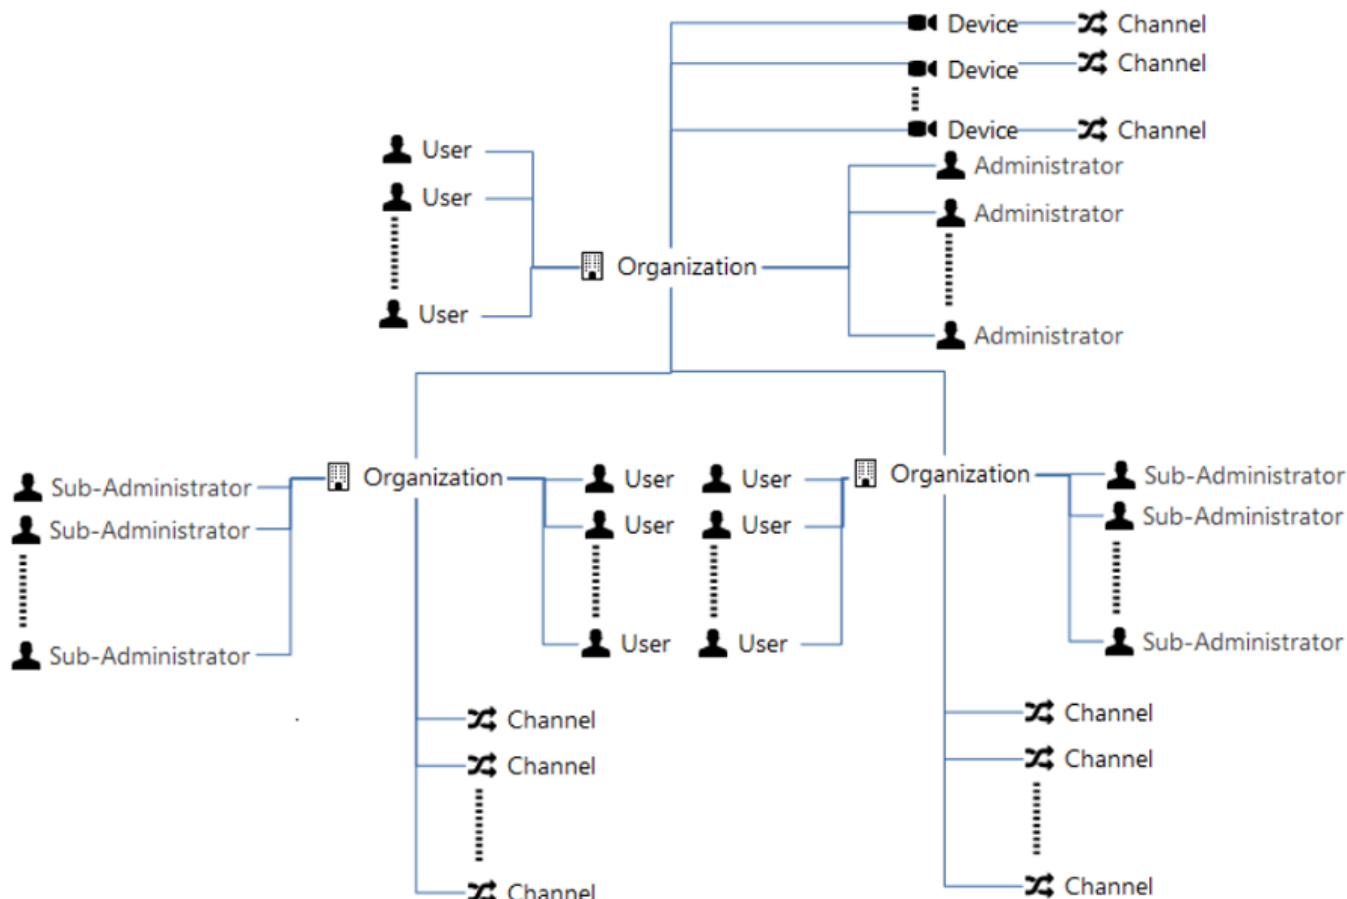 Device Channel
Device Channel
Device Channel
User
Administrator
User
Administrator
Organization
User
Administrator
Organization
Organization
Sub-Administrator
User
User
Sub-Administrator
Sub-Administrator
User
User
Sub-Administrator
Sub-Administrator
User
User
Sub-Administrator
Channel
Channel
Channel
Channel
Channel
Channel